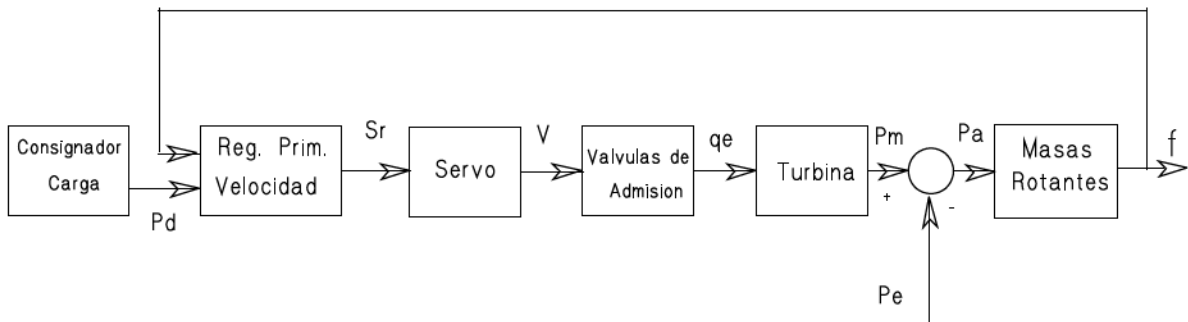 Consignador
Carga
Pd
Reg. Prim.
Velocidad
Sr
Servo
V
Valvulas de
Admision
qe
Turbina
Pm
+
-
Pe
Pa
Masas
Rotantes
f